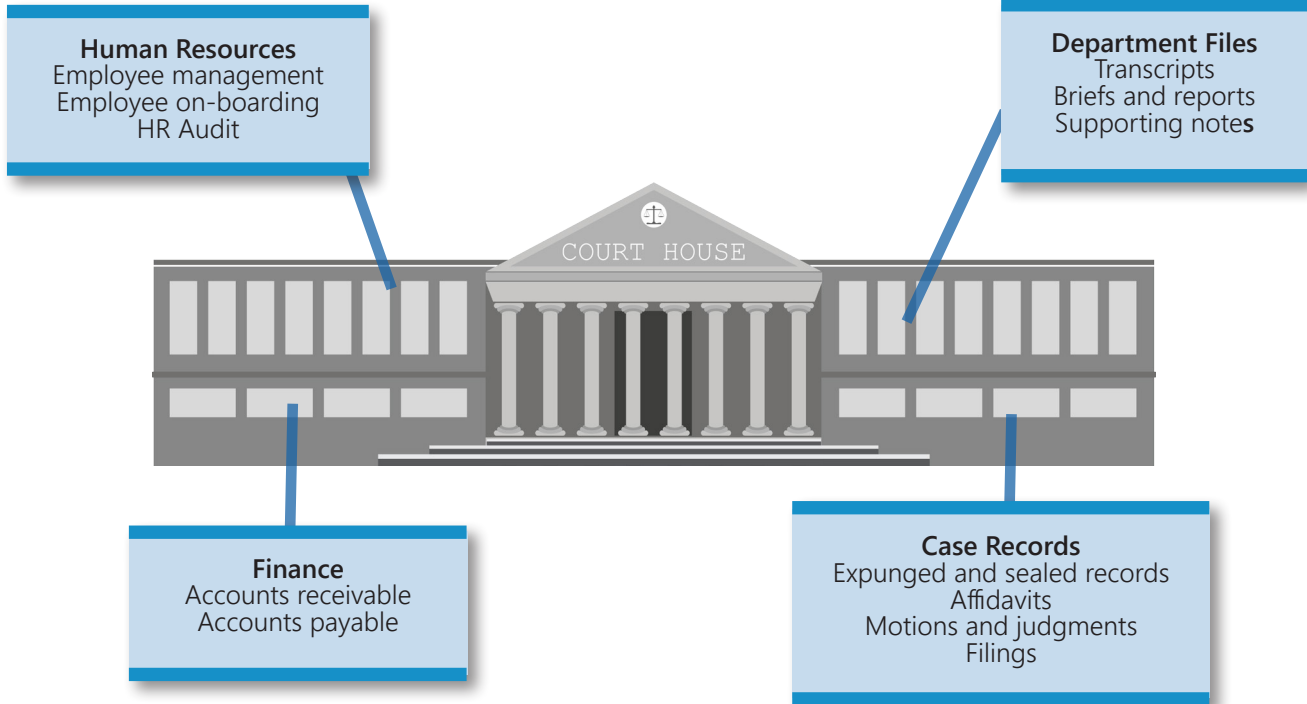 Human Resources
Employee management
Employee on-boarding
HR Audit
Department Files
Transcripts
Briefs and reports
Supporting notes
COURT HOUSE
Finance
Accounts receivable
Accounts payable
Case Records
Expunged and sealed records
Affidavits
Motions and judgments
Filings